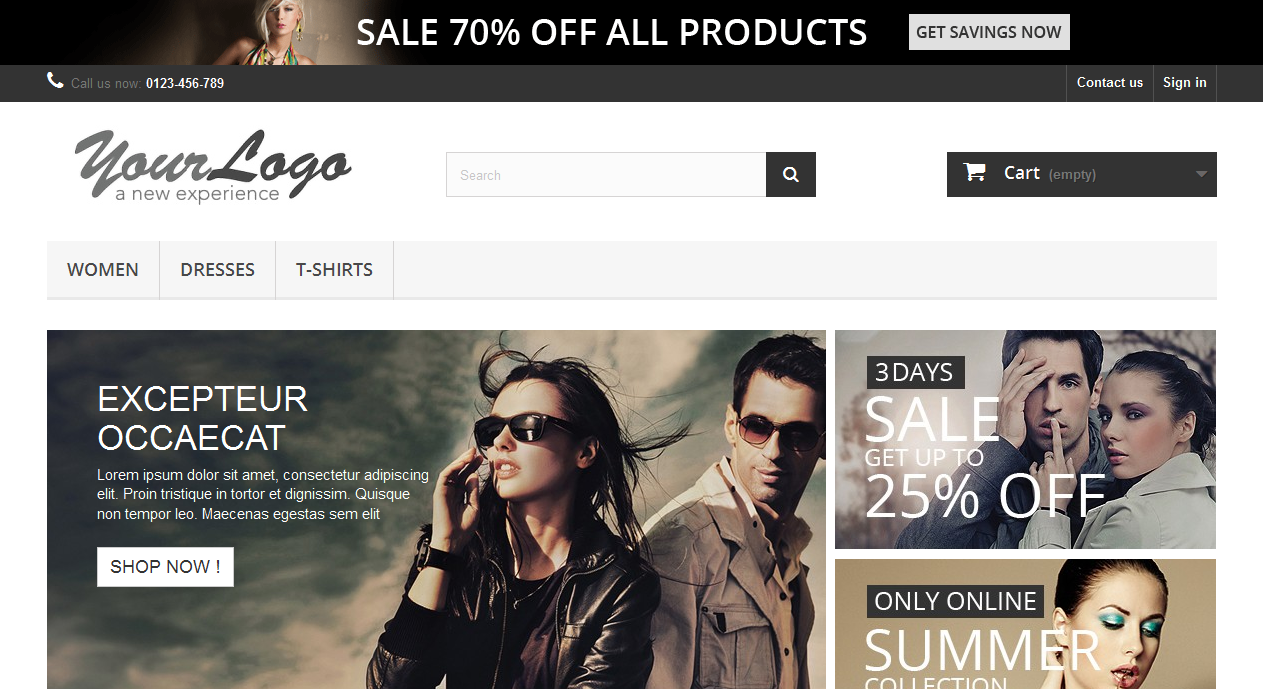 SALE 70% OFF ALL PRODUCTS
GET SAVINGS NOW
Call us now: 0123-456-789
Contact us
Sign in
YourLogo
a new experience
Search
Cart (empty)
WOMEN
DRESSES
T-SHIRTS
EXCEPTEUR
OCCAECAT
Lorem ipsum dolor sit amet, consectetur adipiscing
elit. Proin tristique in tortor et dignissim. Quisque
non tempor leo. Maecenas egestas sem elit
SHOP NOW !
3 DAYS
SALE
GET UP TO
25% OFF
ONLY ONLINE
SUMMER
COLLECTION